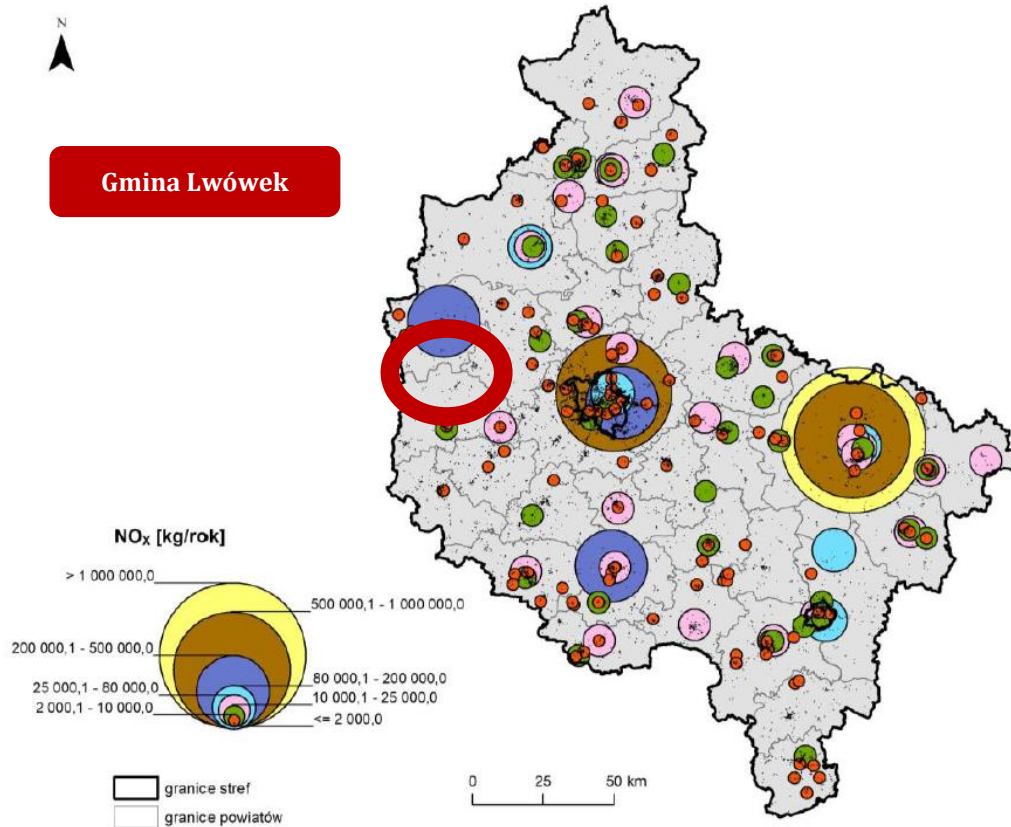 N
Gmina Lwówek
NOX [kg/rok]
> 1 000 000,0
500 000,1 - 1 000 000,0
200 000,1 - 500 000,0
80 000,1 - 200 000,0
25 000,1 - 80 000,0
10 000,1 - 25 000,0
2 000,1 - 10 000,0
<= 2 000,0
granice stref
granice powiatów
0 25 50 km